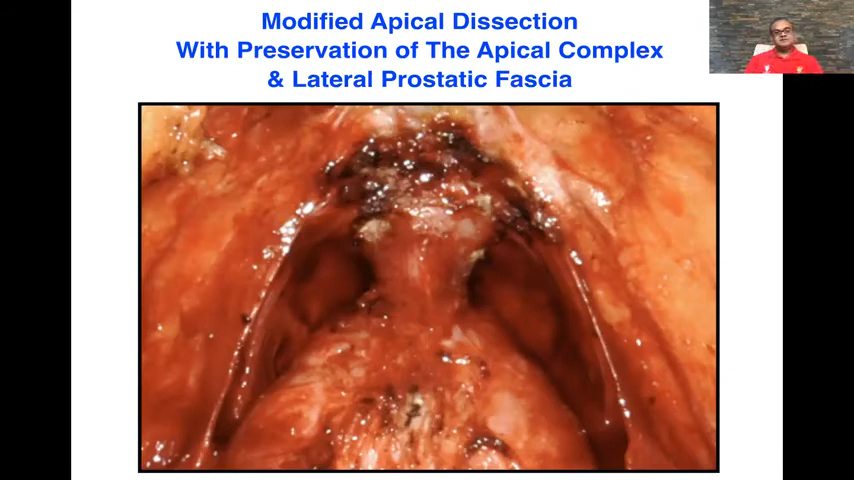 Modified Apical Dissection
With Preservation of The Apical Complex
& Lateral Prostatic Fascia